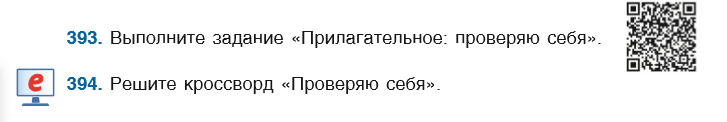 393. Выполните задание «Прилагательное: проверяю себя».
e 394. Решите кроссворд «Проверяю себя».